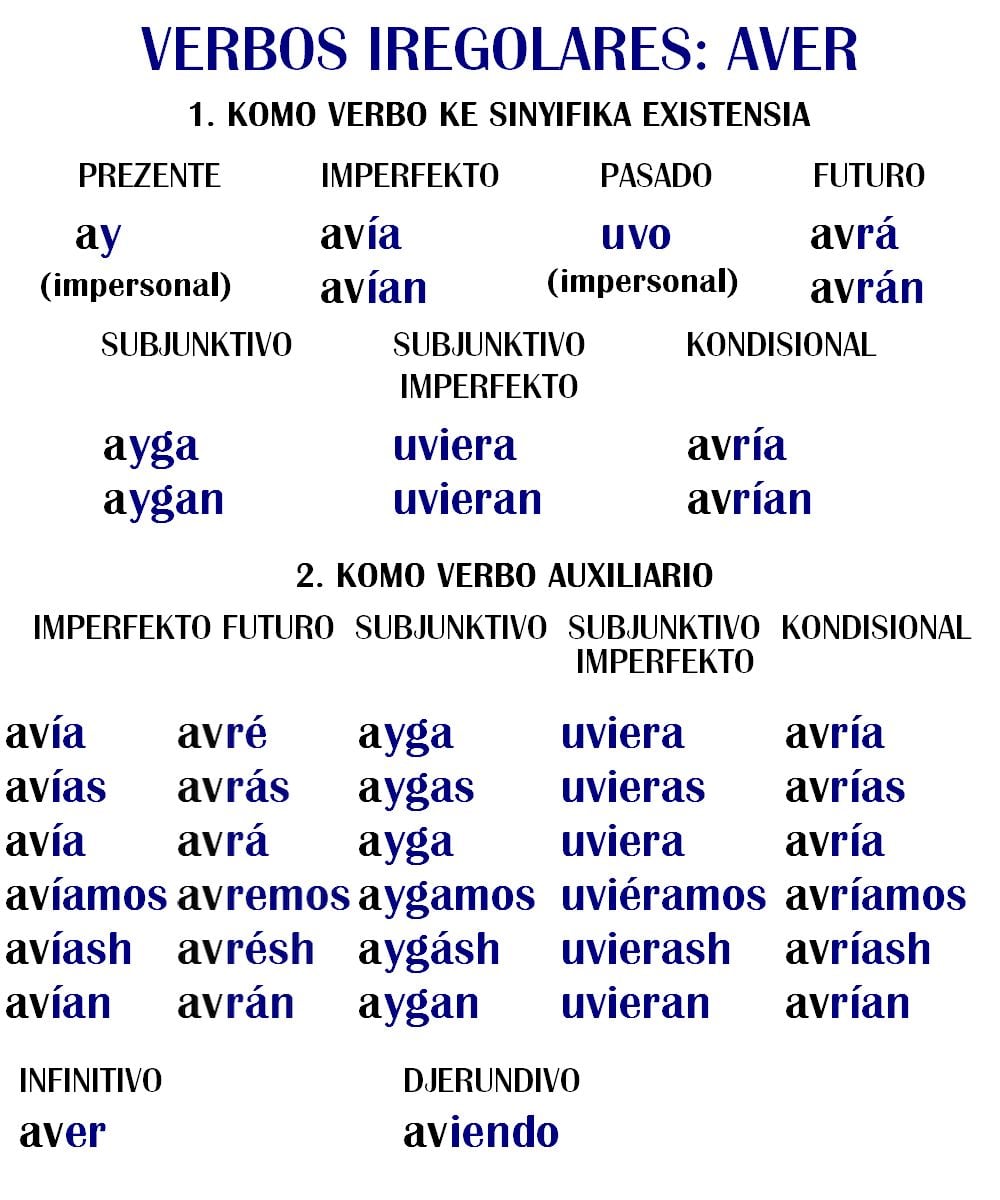 VERBOS IREGOLARES: AVER
1. KOMO VERBO KE SINYIFIKA EXISTENSIA
PREZENTE IMPERFEKTO PASADO FUTURO
ay avía uvo avrá
(impersonal) avían (impersonal) avrán
SUBJUNKTIVO SUBJUNKTIVO KONDISIONAL
IMPERFEKTO
ayga uviera avría
aygan uvieran avrían
2. KOMO VERBO AUXILIARIO
IMPERFEKTO FUTURO SUBJUNKTIVO SUBJUNKTIVO KONDISIONAL
IMPERFEKTO
avía avré ayga uviera avría
avías avrás aygas uvieras avrías
avía avrá ayga uviera avría
avíamos avremos aygamos uviéramos avríamos
avíash avrésh aygásh uvierash avríash
avían avrán aygan uvieran avrían
INFINITIVO DJERUNDIVO
aver aviendo